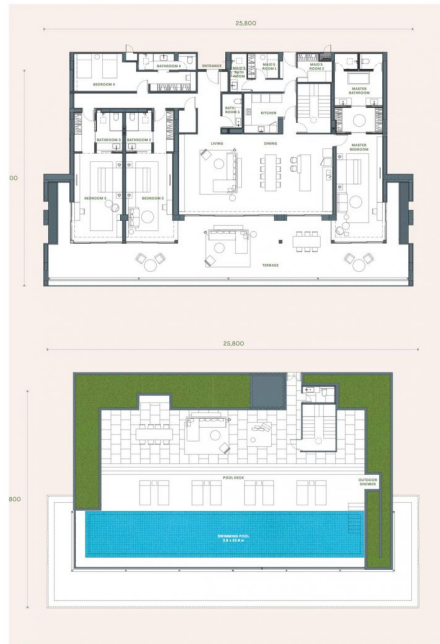 25,800
BATHROOM 4
ENTRANCE
MAID'S
ROOM 1
MAID'S
ROOM 2
MAID'S
BATH
ROOM
BEDROOM 4
MASTER
BATHROOM
BATH
ROOM
KITCHEN
BATHROOM 3
BATHROOM 2
LIVING
DINING
MASTER
BEDROOM
00
BEDROOM 3
BEDROOM 2
TERRACE
25,800
POOL DECK
OUTDOOR
SHOWER
800
SWIMMING POOL